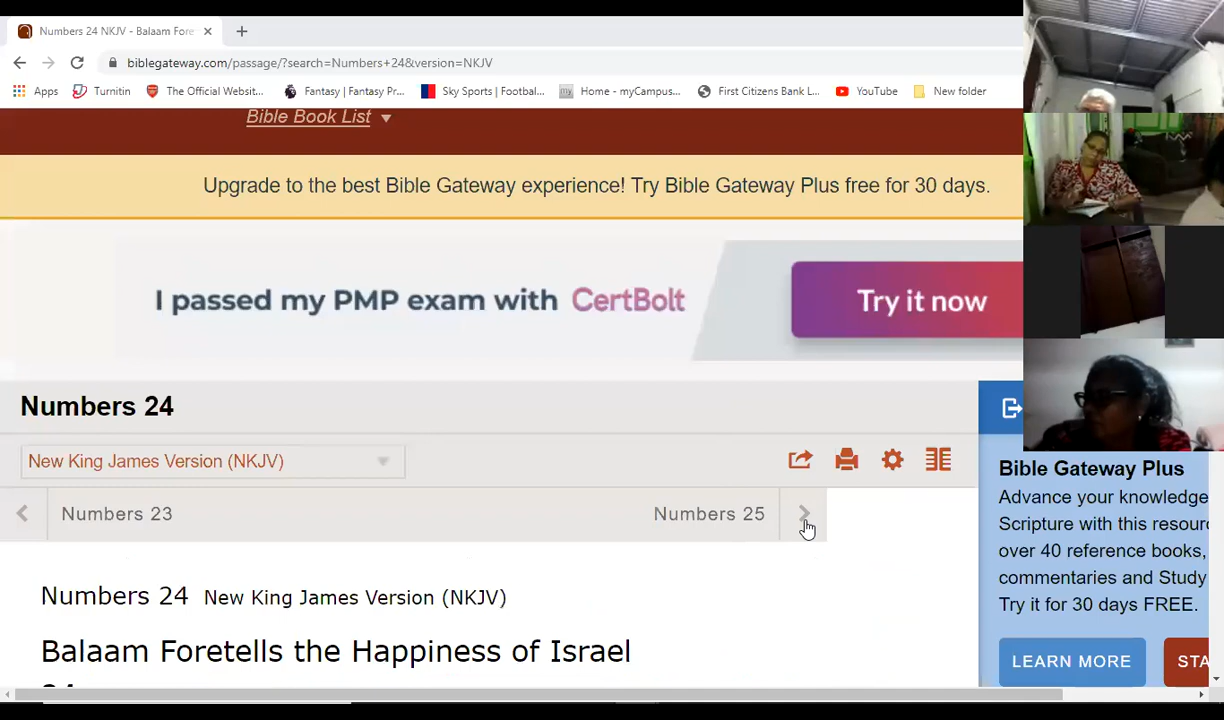 Numbers 24 NKJV - Balaam Fore
biblegateway.com/passage/?search=Numbers+24&version=NKJV
Apps Turnitin The Official Websit... Fantasy | Fantasy Pr... Sky Sports | Footbal... Home - myCampus... First Citizens Bank L... YouTube New folder
Bible Book List
Upgrade to the best Bible Gateway experience! Try Bible Gateway Plus free for 30 days.
I passed my PMP exam with CertBolt
Try it now
Numbers 24
New King James Version (NKJV)
Numbers 23
Numbers 25
Numbers 24 New King James Version (NKJV)
Balaam Foretells the Happiness of Israel
Bible Gateway Plus
Advance your knowledge
Scripture with this resour
over 40 reference books,
commentaries and Study
Try it for 30 days FREE.
LEARN MORE
STA